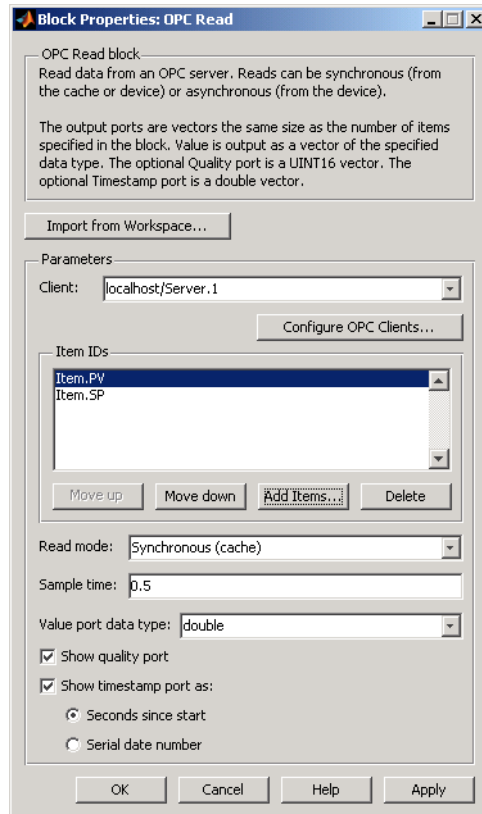 Block Properties: OPC Read
OPC Read block
Read data from an OPC server. Reads can be synchronous (from
the cache or device) or asynchronous (from the device).
The output ports are vectors the same size as the number of items
specified in the block. Value is output as a vector of the specified
data type. The optional Quality port is a UINT16 vector. The
optional Timestamp port is a double vector.
Import from Workspace...
Parameters
Client: localhost/Server.1
Configure OPC Clients...
Item IDs
Item.PV
Item.SP
Move up Move down Add Items... Delete
Read mode: Synchronous (cache)
Sample time: 0.5
Value port data type: double
Show quality port
Show timestamp port as:
Seconds since start
Serial date number
OK Cancel Help Apply